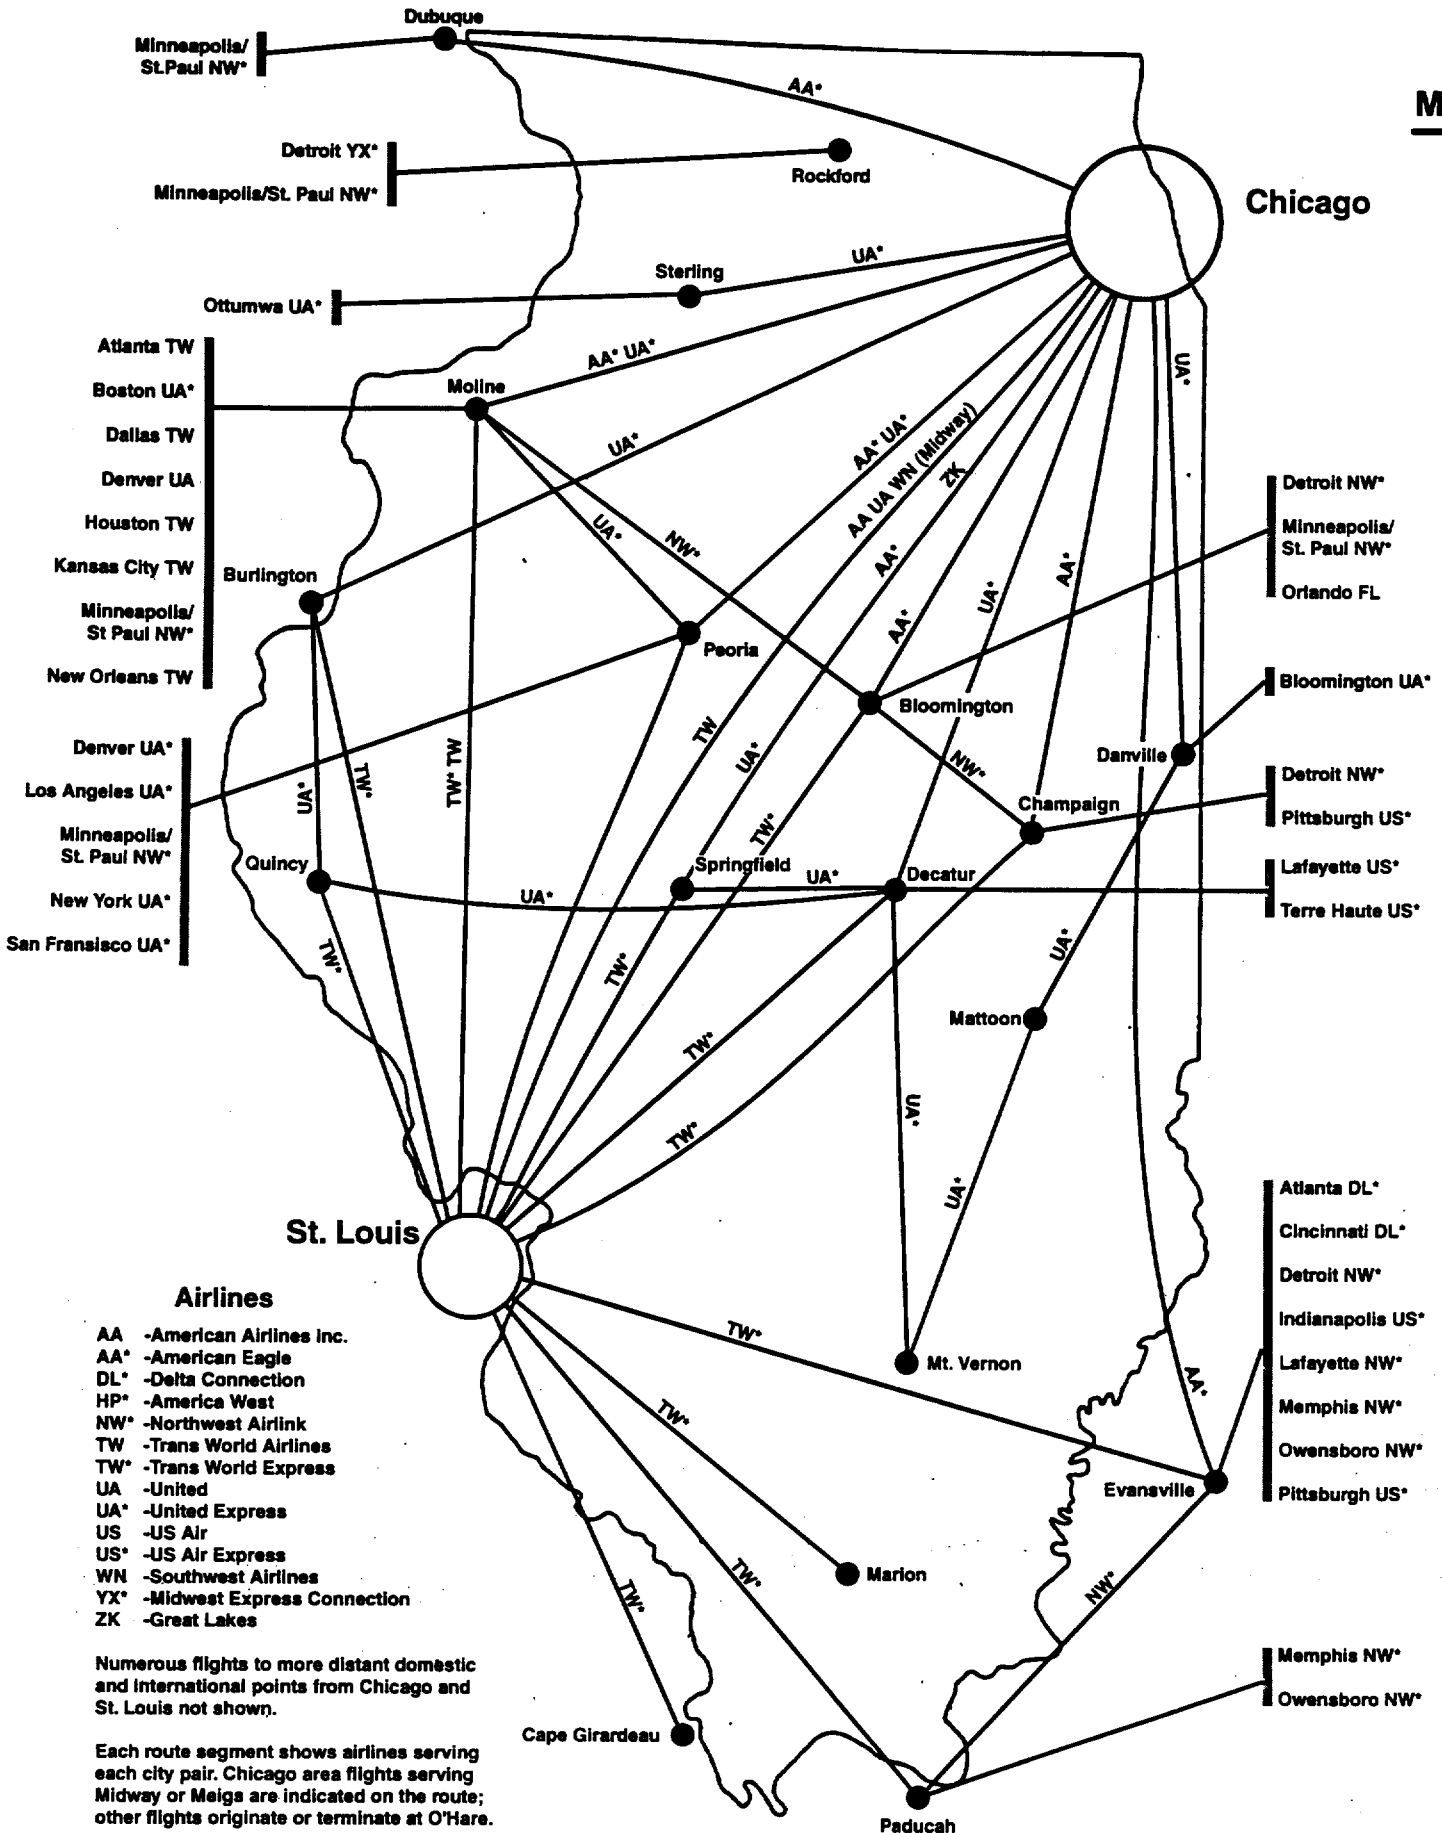 Dubuque
Minneapolis/
St.Paul NW*
AA*
M
Detroit YX*
Minneapolis/St. Paul NW*
Rockford
Chicago
Sterling
UA*
Ottumwa UA*
Atlanta TW
Boston UA*
Dallas TW
Denver UA
Houston TW
Kansas City TW
Minneapolis/
St Paul NW*
New Orleans TW
Moline
AA* UA*
UA*
UA*
AA* UA*
AA UA WN (Midway)
ZK
AA*
AA*
UA*
AA*
UA*
NW*
Detroit NW*
Minneapolis/
St. Paul NW*
Orlando FL
Burlington
Peoria
Bloomington
Bloomington UA*
Danville
Denver UA*
Los Angeles UA*
Minneapolis/
St. Paul NW*
New York UA*
San Fransisco UA*
UA*
TW*
TW* TW
TW
UA*
TW*
NW*
Champaign
Detroit NW*
Pittsburgh US*
Quincy
Springfield
UA*
Decatur
Lafayette US*
Terre Haute US*
UA*
TW*
TW*
UA*
Mattoon
TW*
UA*
TW*
UA*
St. Louis
Atlanta DL*
Cincinnati DL*
Detroit NW*
Indianapolis US*
Lafayette NW*
Memphis NW*
Owensboro NW*
Pittsburgh US*
TW*
Mt. Vernon
AA*
TW*
Evansville
Marion
TW*
TW*
NW*
Memphis NW*
Owensboro NW*
Cape Girardeau
Paducah
Airlines
AA -American Airlines Inc.
AA* -American Eagle
DL* -Delta Connection
HP* -America West
NW* -Northwest Airlink
TW -Trans World Airlines
TW* -Trans World Express
UA -United
UA* -United Express
US -US Air
US* -US Air Express
WN -Southwest Airlines
YX* -Midwest Express Connection
ZK -Great Lakes
Numerous flights to more distant domestic
and international points from Chicago and
St. Louis not shown.
Each route segment shows airlines serving
each city pair. Chicago area flights serving
Midway or Meigs are indicated on the route;
other flights originate or terminate at O'Hare.